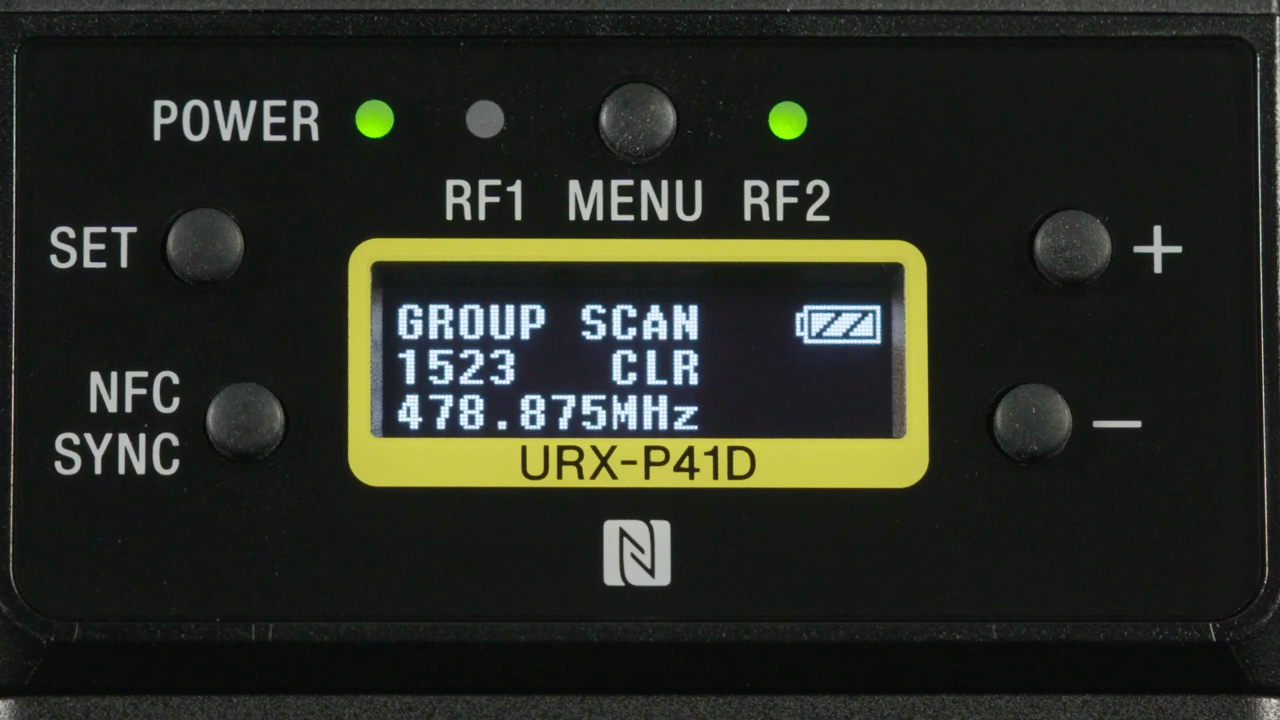 POWER
RF1 MENU RF2
SET
+
GROUP SCAN
1523 CLR
478.875MHz
NFC
SYNC
−
URX-P41D